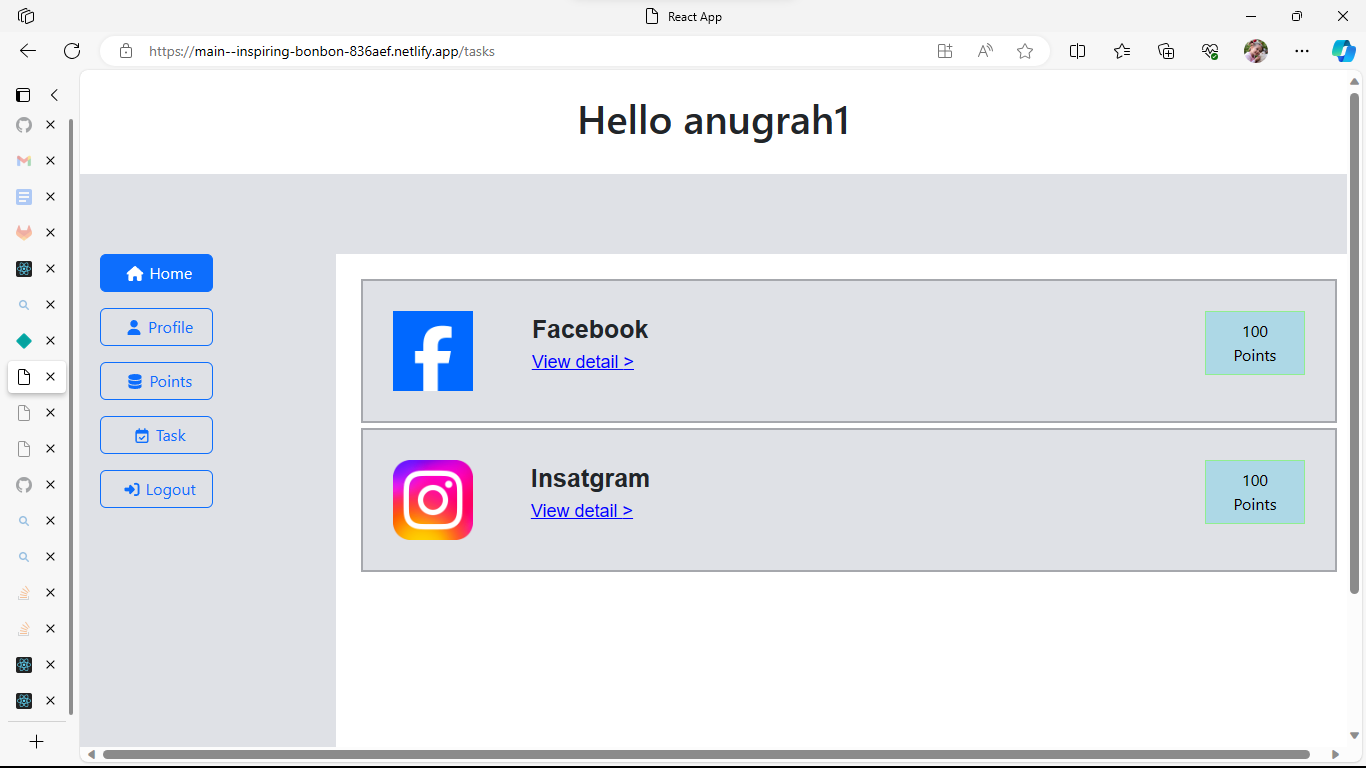 React App
https://main--inspiring-bonbon-836aef.netlify.app/tasks
Hello anugrah1
Home
Profile
Points
Task
Logout
Facebook
View detail >
100
Points
Insatgram
View detail >
100
Points